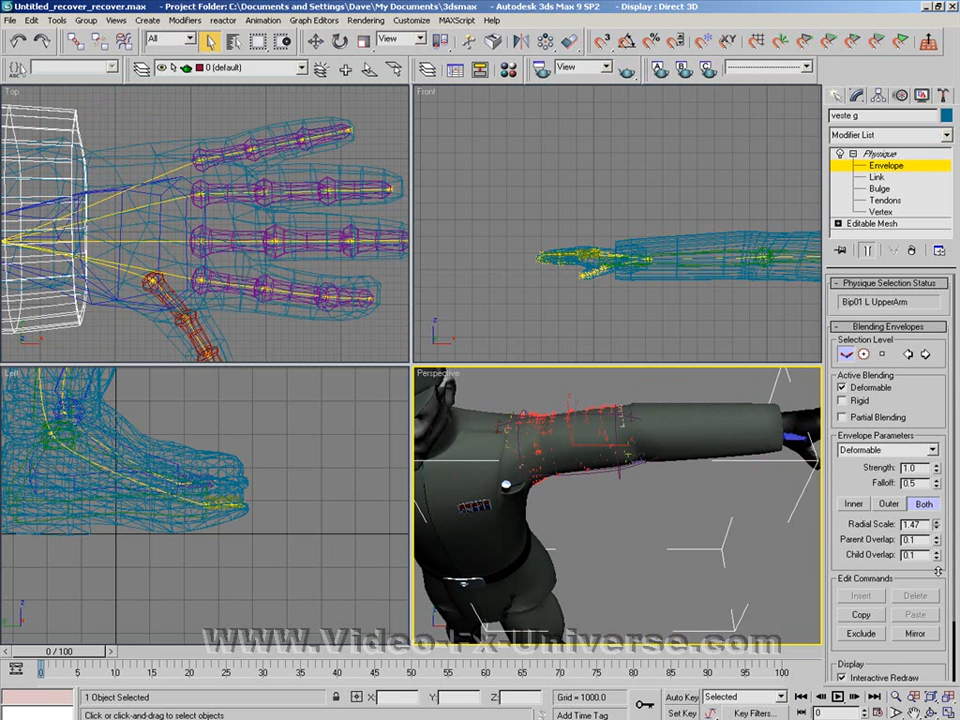 Untitled_recover_recover.max - Project Folder: C:\Documents and Settings\Dave\My Documents\3dsmax - Autodesk 3ds Max 9 SP2 - Display : Direct 3D
File Edit Tools Group Views Create Modifiers reactor Animation Graph Editors Rendering Customize MAXScript Help
All
View
0 (default)
View
Top
Front
Left
Perspective
veste g
Modifier List
Physique
Envelope
Link
Bulge
Tendons
Vertex
Editable Mesh
Physique Selection Status
Bip01 L UpperArm
Blending Envelopes
Selection Level
Active Blending
Deformable
Rigid
Partial Blending
Envelope Parameters
Deformable
Strength: 1.0
Falloff: 0.5
Inner Outer Both
Radial Scale: 1.47
Parent Overlap: 0.1
Child Overlap: 0.1
Edit Commands
Insert Delete
Copy Paste
Exclude Mirror
Display
Interactive Redraw
www.Video-Fx-Universe.com
0 / 100
0 5 10 15 20 25 30 35 40 45 50 55 60 65 70 75 80 85 90 95 100
1 Object Selected
X: Y: Z:
Grid = 1000.0
Auto Key Selected
Click or click-and-drag to select objects
Add Time Tag
Set Key Key Filters...
0